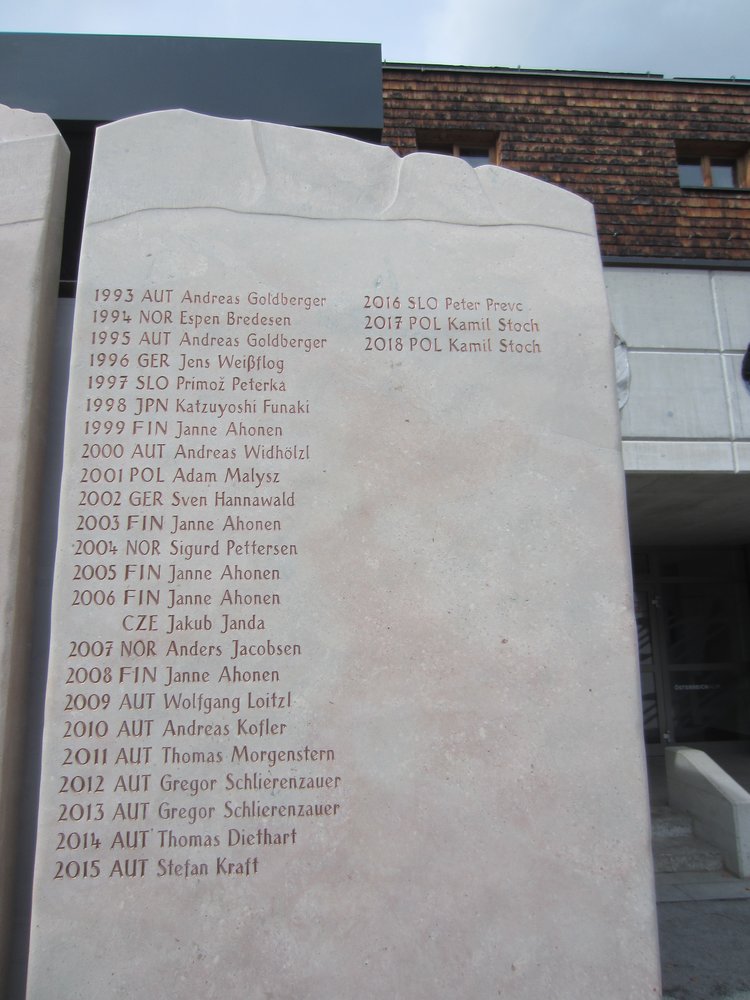 1993 AUT Andreas Goldberger
1994 NOR Espen Bredesen
1995 AUT Andreas Goldberger
1996 GER Jens Weißflog
1997 SLO Primož Peterka
1998 JPN Katzuyoshi Funaki
1999 FIN Janne Ahonen
2000 AUT Andreas Widhölzl
2001 POL Adam Malysz
2002 GER Sven Hannawald
2003 FIN Janne Ahonen
2004 NOR Sigurd Pettersen
2005 FIN Janne Ahonen
2006 FIN Janne Ahonen
CZE Jakub Janda
2007 NOR Anders Jacobsen
2008 FIN Janne Ahonen
2009 AUT Wolfgang Loitzl
2010 AUT Andreas Kofler
2011 AUT Thomas Morgenstern
2012 AUT Gregor Schlierenzauer
2013 AUT Gregor Schlierenzauer
2014 AUT Thomas Diethart
2015 AUT Stefan Kraft
2016 SLO Peter Prevc
2017 POL Kamil Stoch
2018 POL Kamil Stoch